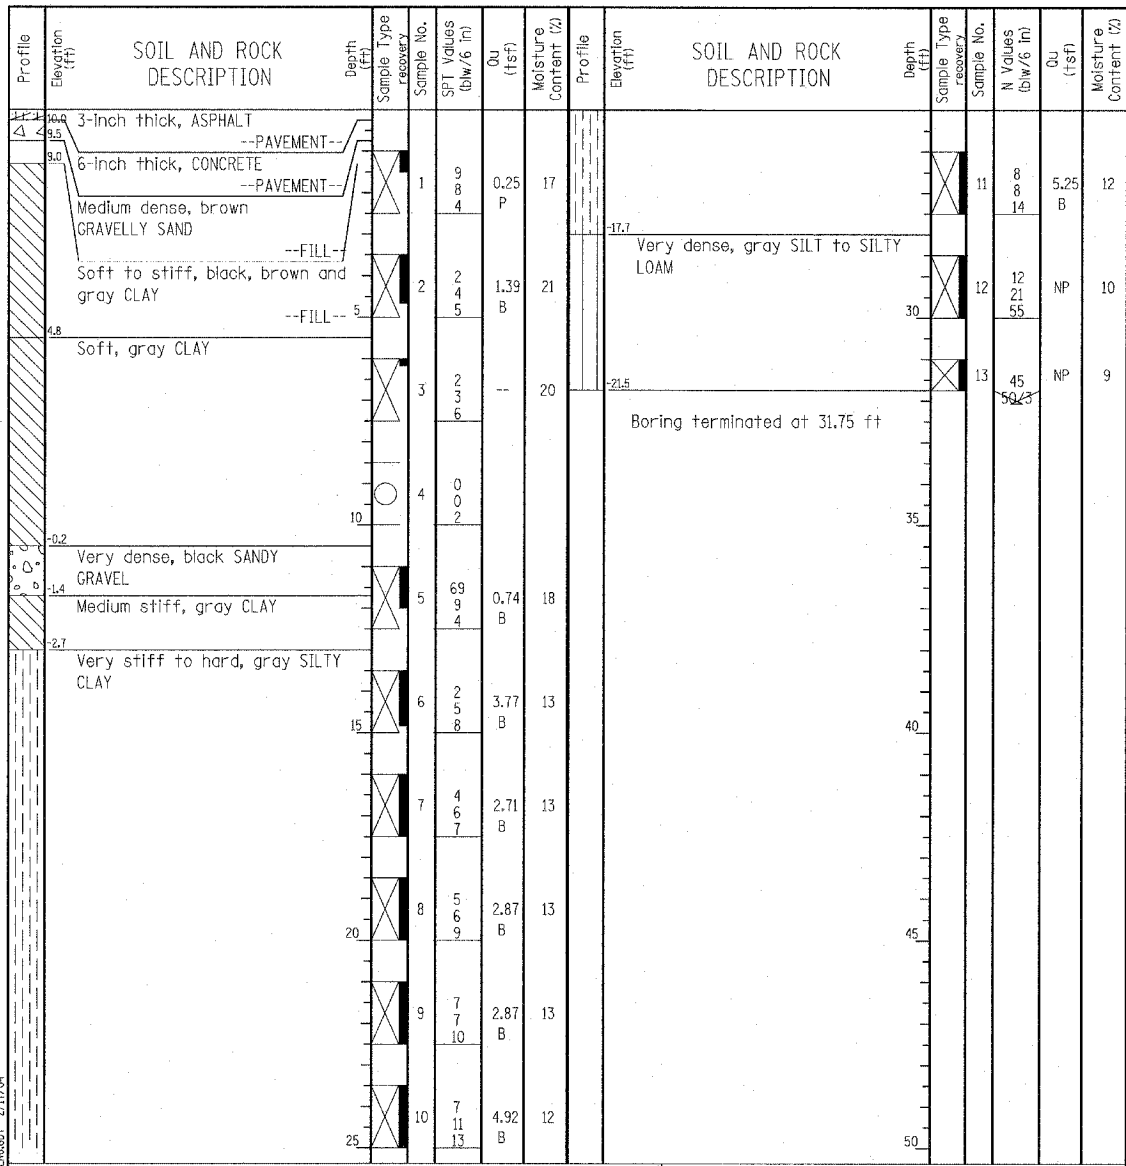 Profile
Elevation (ft)
SOIL AND ROCK
DESCRIPTION
Depth (ft)
Sample Type
recovery
Sample No.
SPT Values
(blw/6 in)
Qu
(tsf)
Moisture
Content (%)
Profile
Elevation (ft)
SOIL AND ROCK
DESCRIPTION
Depth (ft)
Sample Type
recovery
Sample No.
N Values
(blw/6 in)
Qu
(tsf)
Moisture
Content (%)
10.0 3-inch thick, ASPHALT
9.5 --PAVEMENT--
9.0 6-inch thick, CONCRETE
--PAVEMENT--
Medium dense, brown
GRAVELLY SAND
--FILL--
Soft to stiff, black, brown and
gray CLAY
--FILL--
1 9 8 4 0.25 P 17
2 2 4 5 1.39 B 21
5
4.8
Soft, gray CLAY
3 2 3 6 -- 20
4 0 0 2
10
-0.2
Very dense, black SANDY
GRAVEL
-1.4
Medium stiff, gray CLAY
5 69 9 4 0.74 B 18
-2.7
Very stiff to hard, gray SILTY
CLAY
6 2 5 8 3.77 B 13
15
7 4 6 7 2.71 B 13
8 5 6 9 2.87 B 13
20
9 7 7 10 2.87 B 13
10 7 11 13 4.92 B 12
25
11 8 8 14 5.25 B 12
-17.7
Very dense, gray SILT to SILTY
LOAM
12 12 21 55 NP 10
30
13 45 50/3 NP 9
-21.5
Boring terminated at 31.75 ft
35
40
45
50
2/17/04